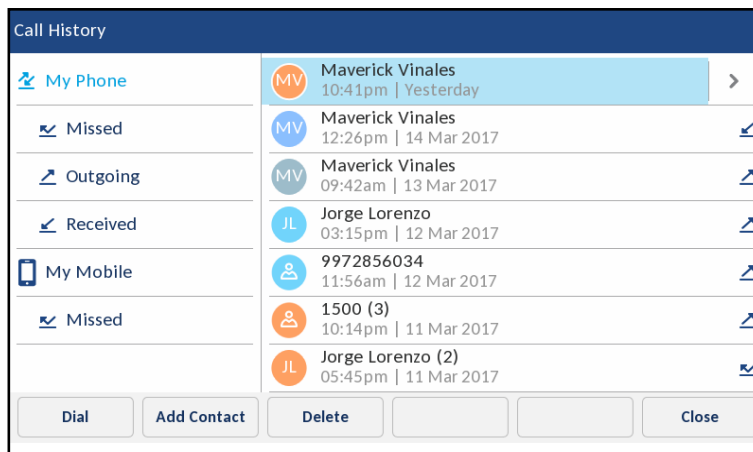 Call History
My Phone
Missed
Outgoing
Received
My Mobile
Missed
MV
Maverick Vinales
10:41pm | Yesterday
MV
Maverick Vinales
12:26pm | 14 Mar 2017
MV
Maverick Vinales
09:42am | 13 Mar 2017
JL
Jorge Lorenzo
03:15pm | 12 Mar 2017
9972856034
11:56am | 12 Mar 2017
1500 (3)
10:14pm | 11 Mar 2017
JL
Jorge Lorenzo (2)
05:45pm | 11 Mar 2017
Dial Add Contact Delete Close